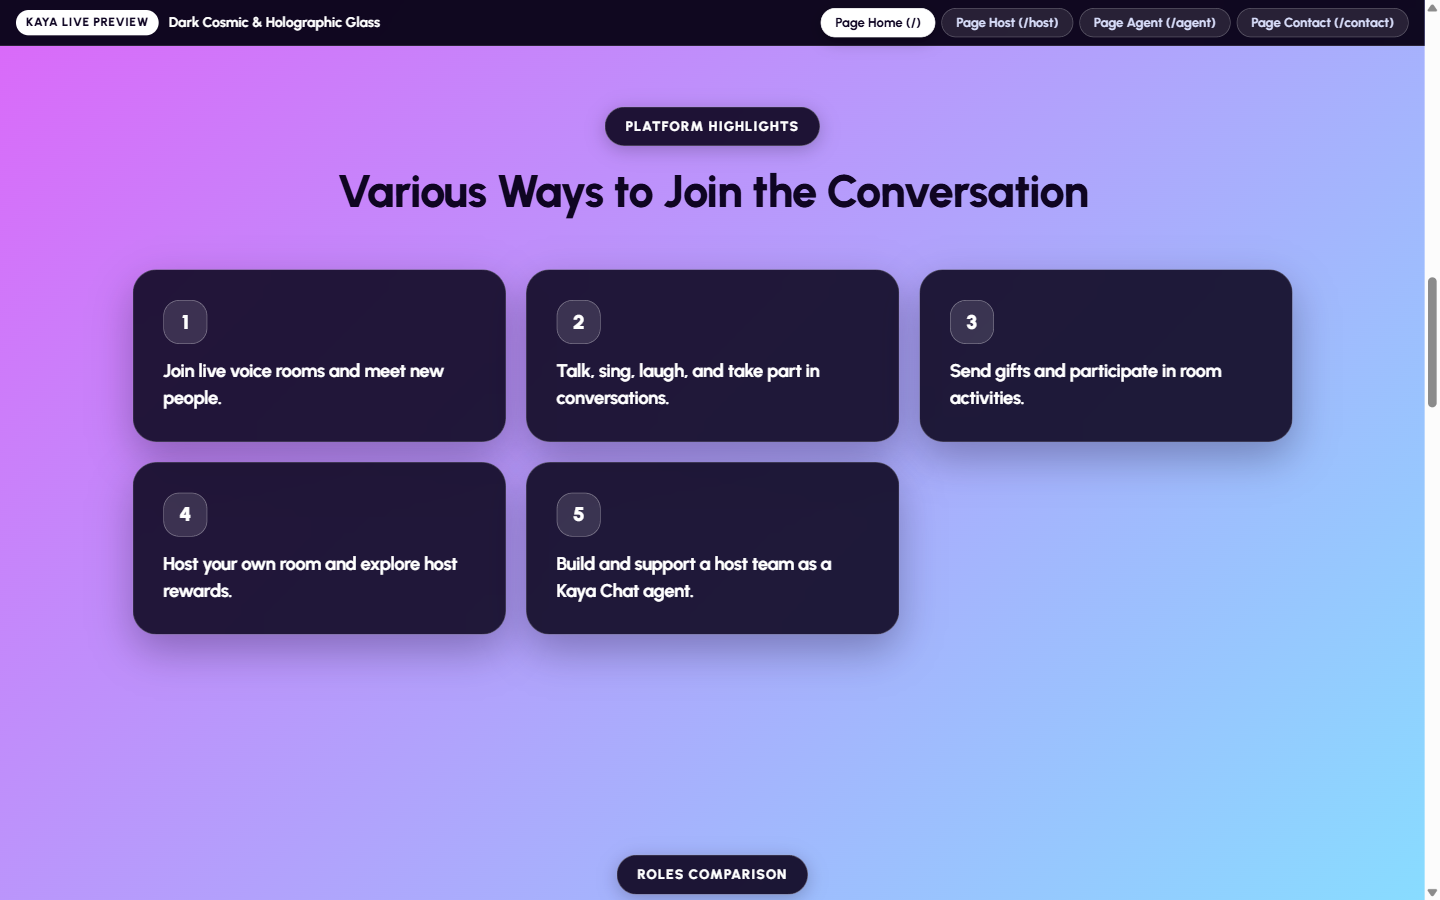 KAYA LIVE PREVIEW
Dark Cosmic & Holographic Glass
Page Home (/)
Page Host (/host)
Page Agent (/agent)
Page Contact (/contact)
PLATFORM HIGHLIGHTS
Various Ways to Join the Conversation
1
Join live voice rooms and meet new
people.
2
Talk, sing, laugh, and take part in
conversations.
3
Send gifts and participate in room
activities.
4
Host your own room and explore host
rewards.
5
Build and support a host team as a
Kaya Chat agent.
ROLES COMPARISON